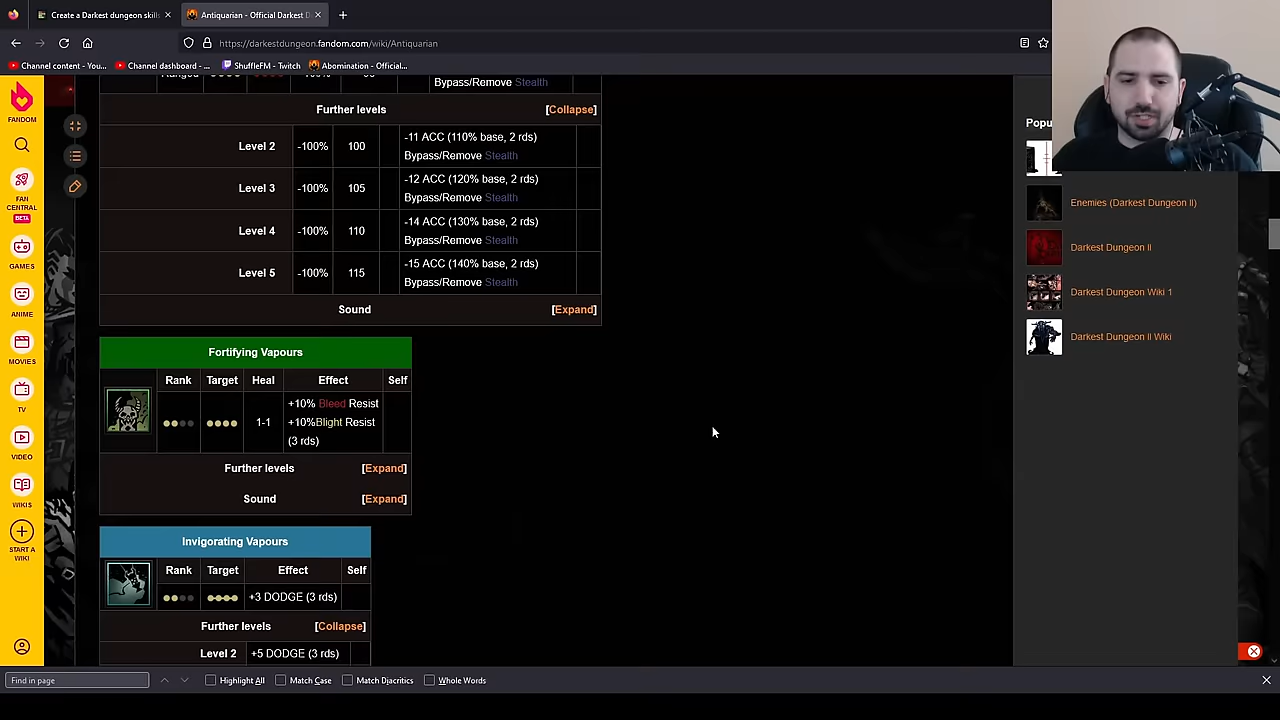 Create a Darkest dungeon skills
Antiquarian - Official Darkest D
https://darkestdungeon.fandom.com/wiki/Antiquarian
Channel content - You...
Channel dashboard - ...
ShuffleFM - Twitch
Abomination - Official...
FANDOM
FAN CENTRAL
BETA
GAMES
ANIME
MOVIES
TV
VIDEO
WIKIS
START A WIKI
Bypass/Remove Stealth
Further levels [Collapse]
Level 2 -100% 100 -11 ACC (110% base, 2 rds)
Bypass/Remove Stealth
Level 3 -100% 105 -12 ACC (120% base, 2 rds)
Bypass/Remove Stealth
Level 4 -100% 110 -14 ACC (130% base, 2 rds)
Bypass/Remove Stealth
Level 5 -100% 115 -15 ACC (140% base, 2 rds)
Bypass/Remove Stealth
Sound [Expand]
Fortifying Vapours
Rank Target Heal Effect Self
+10% Bleed Resist
1-1 +10%Blight Resist
(3 rds)
Further levels [Expand]
Sound [Expand]
Invigorating Vapours
Rank Target Effect Self
+3 DODGE (3 rds)
Further levels [Collapse]
Level 2 +5 DODGE (3 rds)
Popu
Enemies (Darkest Dungeon II)
Darkest Dungeon II
Darkest Dungeon Wiki 1
Darkest Dungeon II Wiki
Find in page
Highlight All
Match Case
Match Diacritics
Whole Words